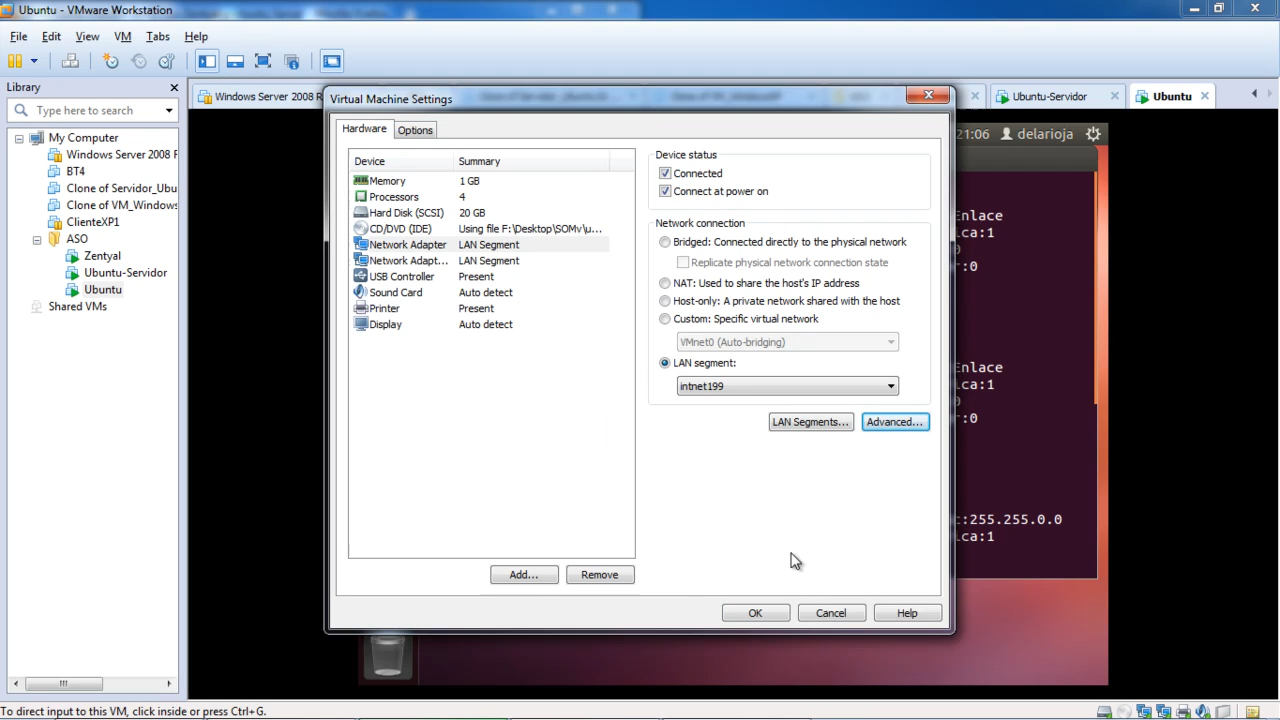 Ubuntu - VMware Workstation
File Edit View VM Tabs Help
Library
Type here to search
My Computer
Windows Server 2008 F
BT4
Clone of Servidor_Ubu
Clone of VM_Windows
ClienteXP1
ASO
Zentyal
Ubuntu-Servidor
Ubuntu
Shared VMs
Windows Server 2008 R
Ubuntu-Servidor
Ubuntu
21:06 delarioja
Virtual Machine Settings
Hardware Options
Device Summary
Memory 1 GB
Processors 4
Hard Disk (SCSI) 20 GB
CD/DVD (IDE) Using file F:\Desktop\SOMv\u...
Network Adapter LAN Segment
Network Adapt... LAN Segment
USB Controller Present
Sound Card Auto detect
Printer Present
Display Auto detect
Add... Remove
Device status
Connected
Connect at power on
Network connection
Bridged: Connected directly to the physical network
Replicate physical network connection state
NAT: Used to share the host's IP address
Host-only: A private network shared with the host
Custom: Specific virtual network
VMnet0 (Auto-bridging)
LAN segment:
intnet199
LAN Segments... Advanced...
OK Cancel Help
Enlace
ica:1
0
r:0
Enlace
ica:1
0
r:0
c:255.255.0.0
ica:1
To direct input to this VM, click inside or press Ctrl+G.